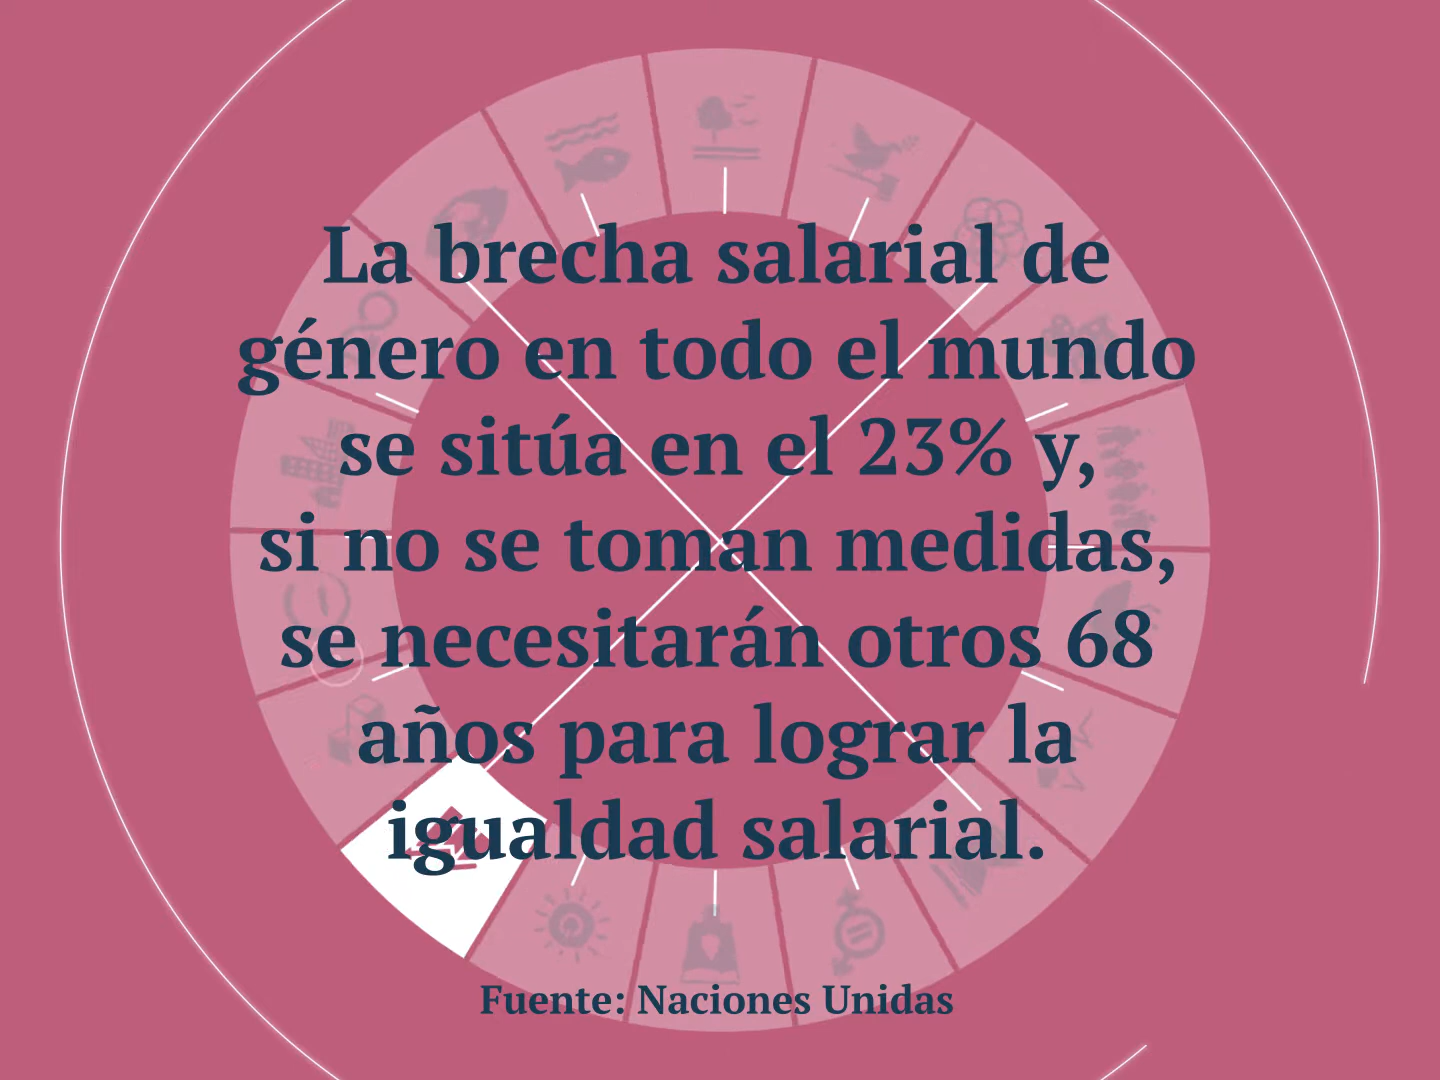 La brecha salarial de
género en todo el mundo
se sitúa en el 23% y,
si no se toman medidas,
se necesitarán otros 68
años para lograr la
igualdad salarial.
Fuente: Naciones Unidas